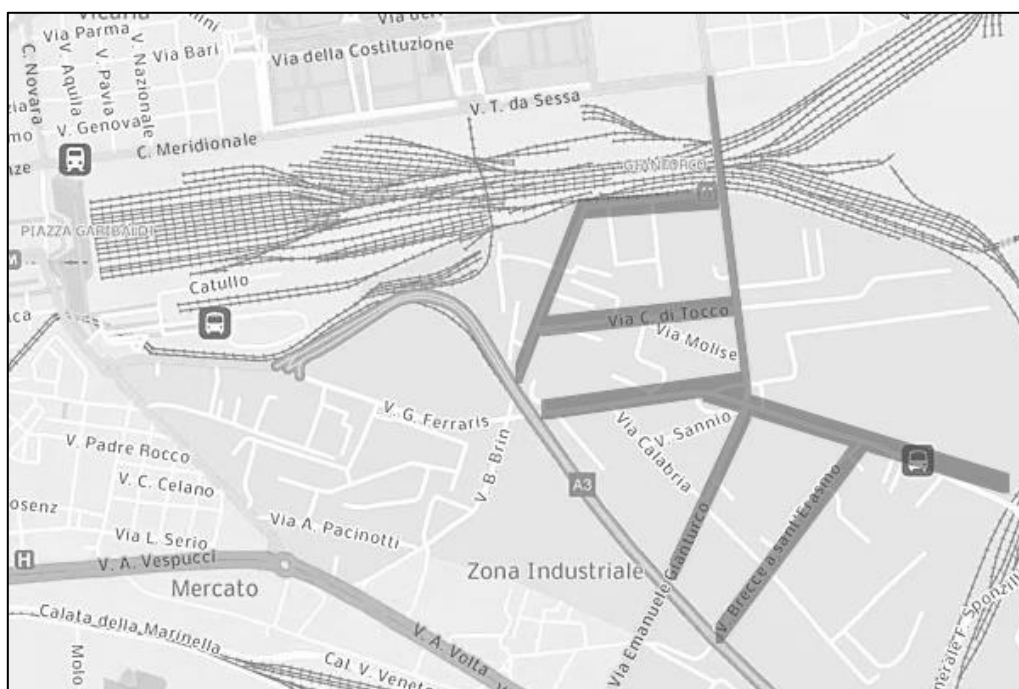 Vicaria
Via Parma
V. Aquila
V. Pavia
V. Nazionale
Via Bari
Via della Costituzione
C. Novara
V. Genova
C. Meridionale
V. T. da Sessa
GIANTURCO
PIAZZA GARIBALDI
M
Catullo
Via C. di Tocco
Via Molise
V. G. Ferraris
V. Sannio
Via Calabria
V. B. Brin
V. Padre Rocco
V. C. Celano
A3
Via A. Pacinotti
Via L. Serio
H
V. A. Vespucci
Mercato
Zona Industriale
Via Emanuele Gianturco
V. Brecce a sant'Erasmo
Calata della Marinella
V. A. Volta
Molo